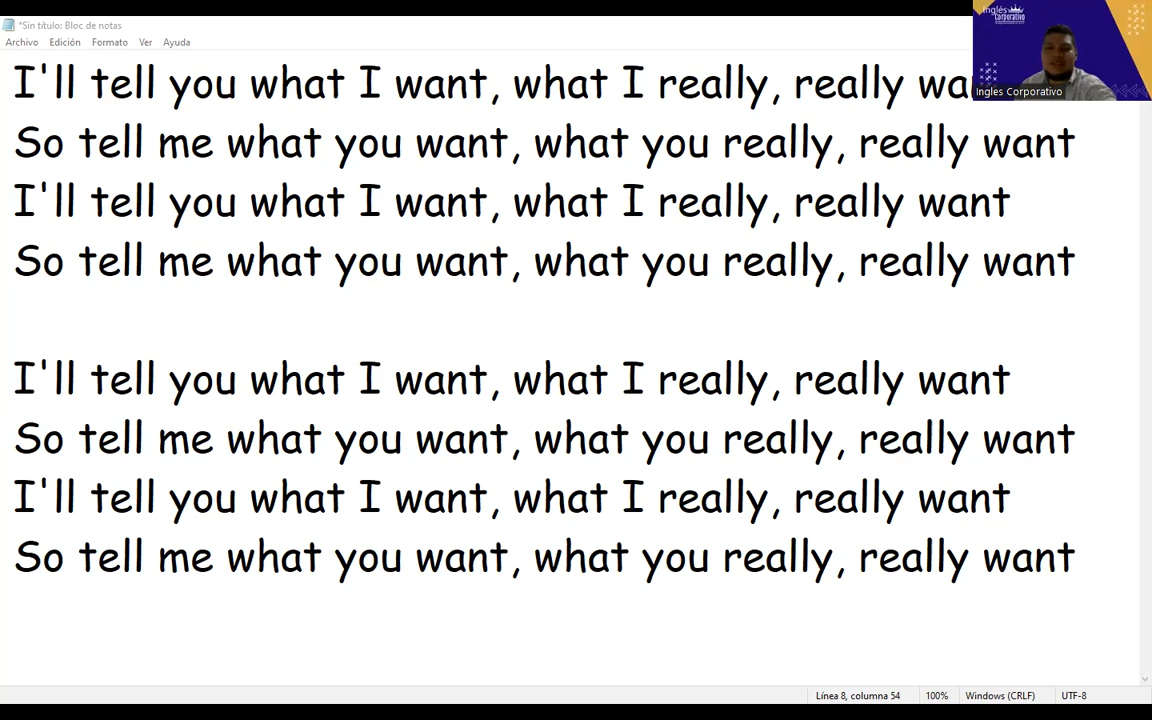 *Sin título: Bloc de notas
Archivo Edición Formato Ver Ayuda
Inglés
Corporativo
Ingles Corporativo
I'll tell you what I want, what I really, really
So tell me what you want, what you really, really want
I'll tell you what I want, what I really, really want
So tell me what you want, what you really, really want
I'll tell you what I want, what I really, really want
So tell me what you want, what you really, really want
I'll tell you what I want, what I really, really want
So tell me what you want, what you really, really want
Línea 8, columna 54 100% Windows (CRLF) UTF-8